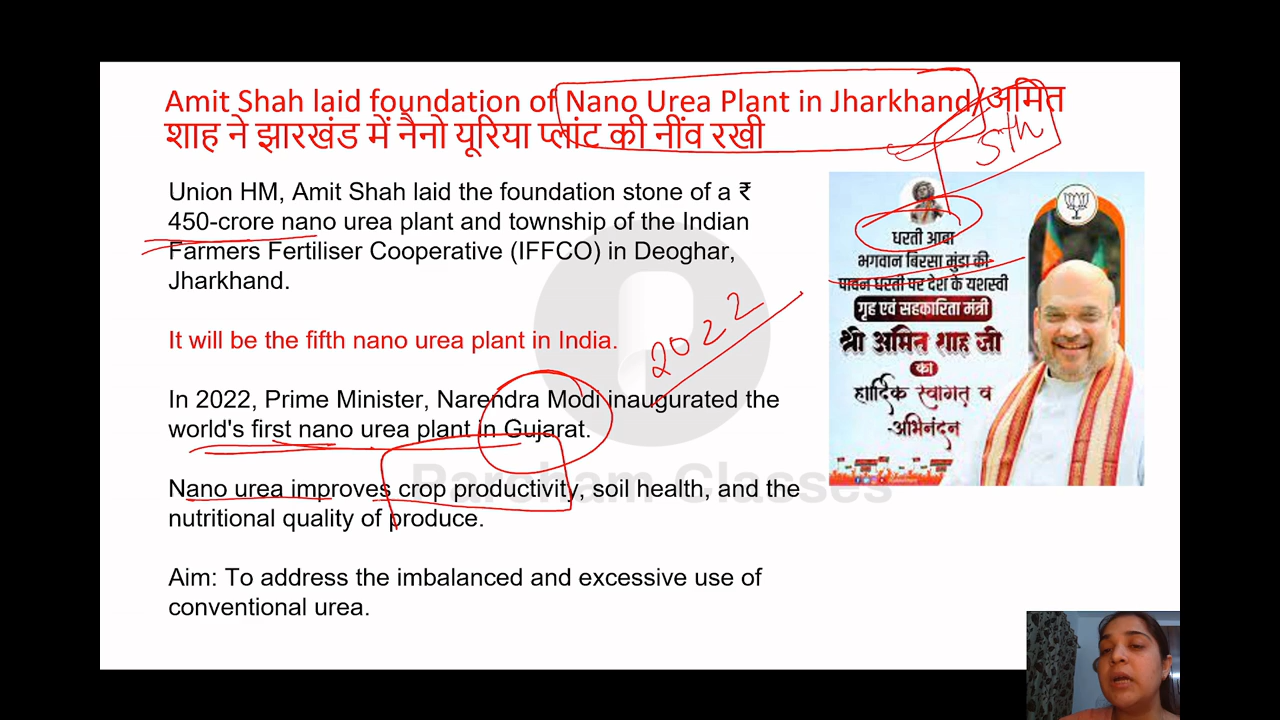 Amit Shah laid foundation of Nano Urea Plant in Jharkhand/अमित
शाह ने झारखंड में नैनो यूरिया प्लांट की नींव रखी
5th
Union HM, Amit Shah laid the foundation stone of a ₹
450-crore nano urea plant and township of the Indian
Farmers Fertiliser Cooperative (IFFCO) in Deoghar,
Jharkhand.
It will be the fifth nano urea plant in India.
2022
In 2022, Prime Minister, Narendra Modi inaugurated the
world's first nano urea plant in Gujarat.
Nano urea improves crop productivity, soil health, and the
nutritional quality of produce.
Aim: To address the imbalanced and excessive use of
conventional urea.
Parcham Classes
धरती आबा
भगवान बिरसा मुंडा की
पावन धरती पर देश के यशस्वी
गृह एवं सहकारिता मंत्री
श्री अमित शाह जी
का
हार्दिक स्वागत व
-अभिनंदन